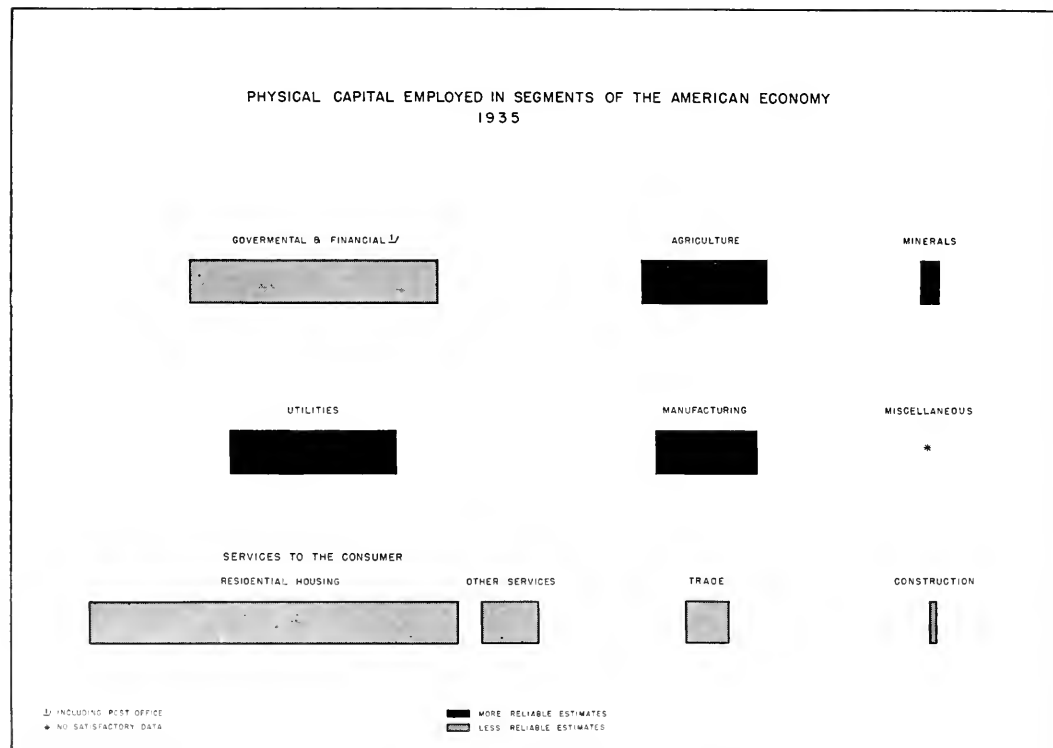 PHYSICAL CAPITAL EMPLOYED IN SEGMENTS OF THE AMERICAN ECONOMY
1935
GOVERMENTAL & FINANCIAL 1/
AGRICULTURE
MINERALS
UTILITIES
MANUFACTURING
MISCELLANEOUS
*
SERVICES TO THE CONSUMER
RESIDENTIAL HOUSING
OTHER SERVICES
TRADE
CONSTRUCTION
1/ INCLUDING POST OFFICE
* NO SATISFACTORY DATA
MORE RELIABLE ESTIMATES
LESS RELIABLE ESTIMATES